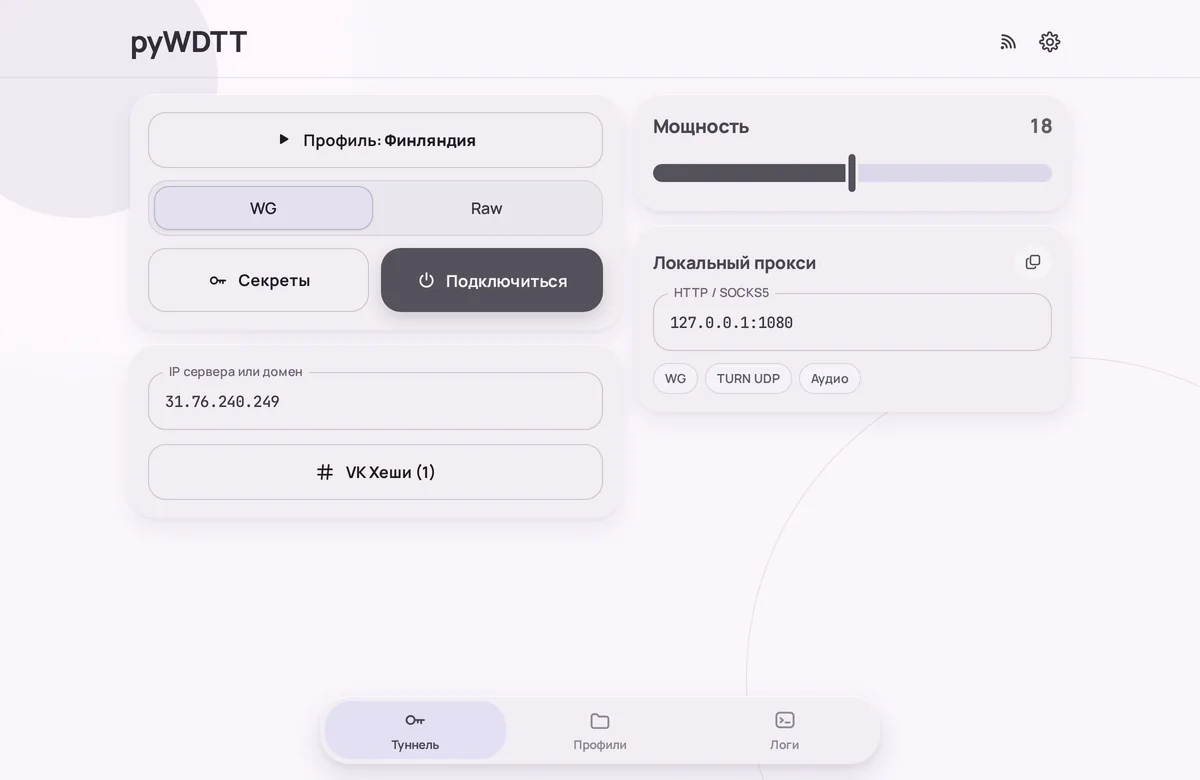 pyWDTT
Профиль: Финляндия
WG
Raw
Секреты
Подключиться
IP сервера или домен
31.76.240.249
VK Хеши (1)
Мощность
18
Локальный прокси
HTTP / SOCKS5
127.0.0.1:1080
WG
TURN UDP
Аудио
Туннель
Профили
Логи